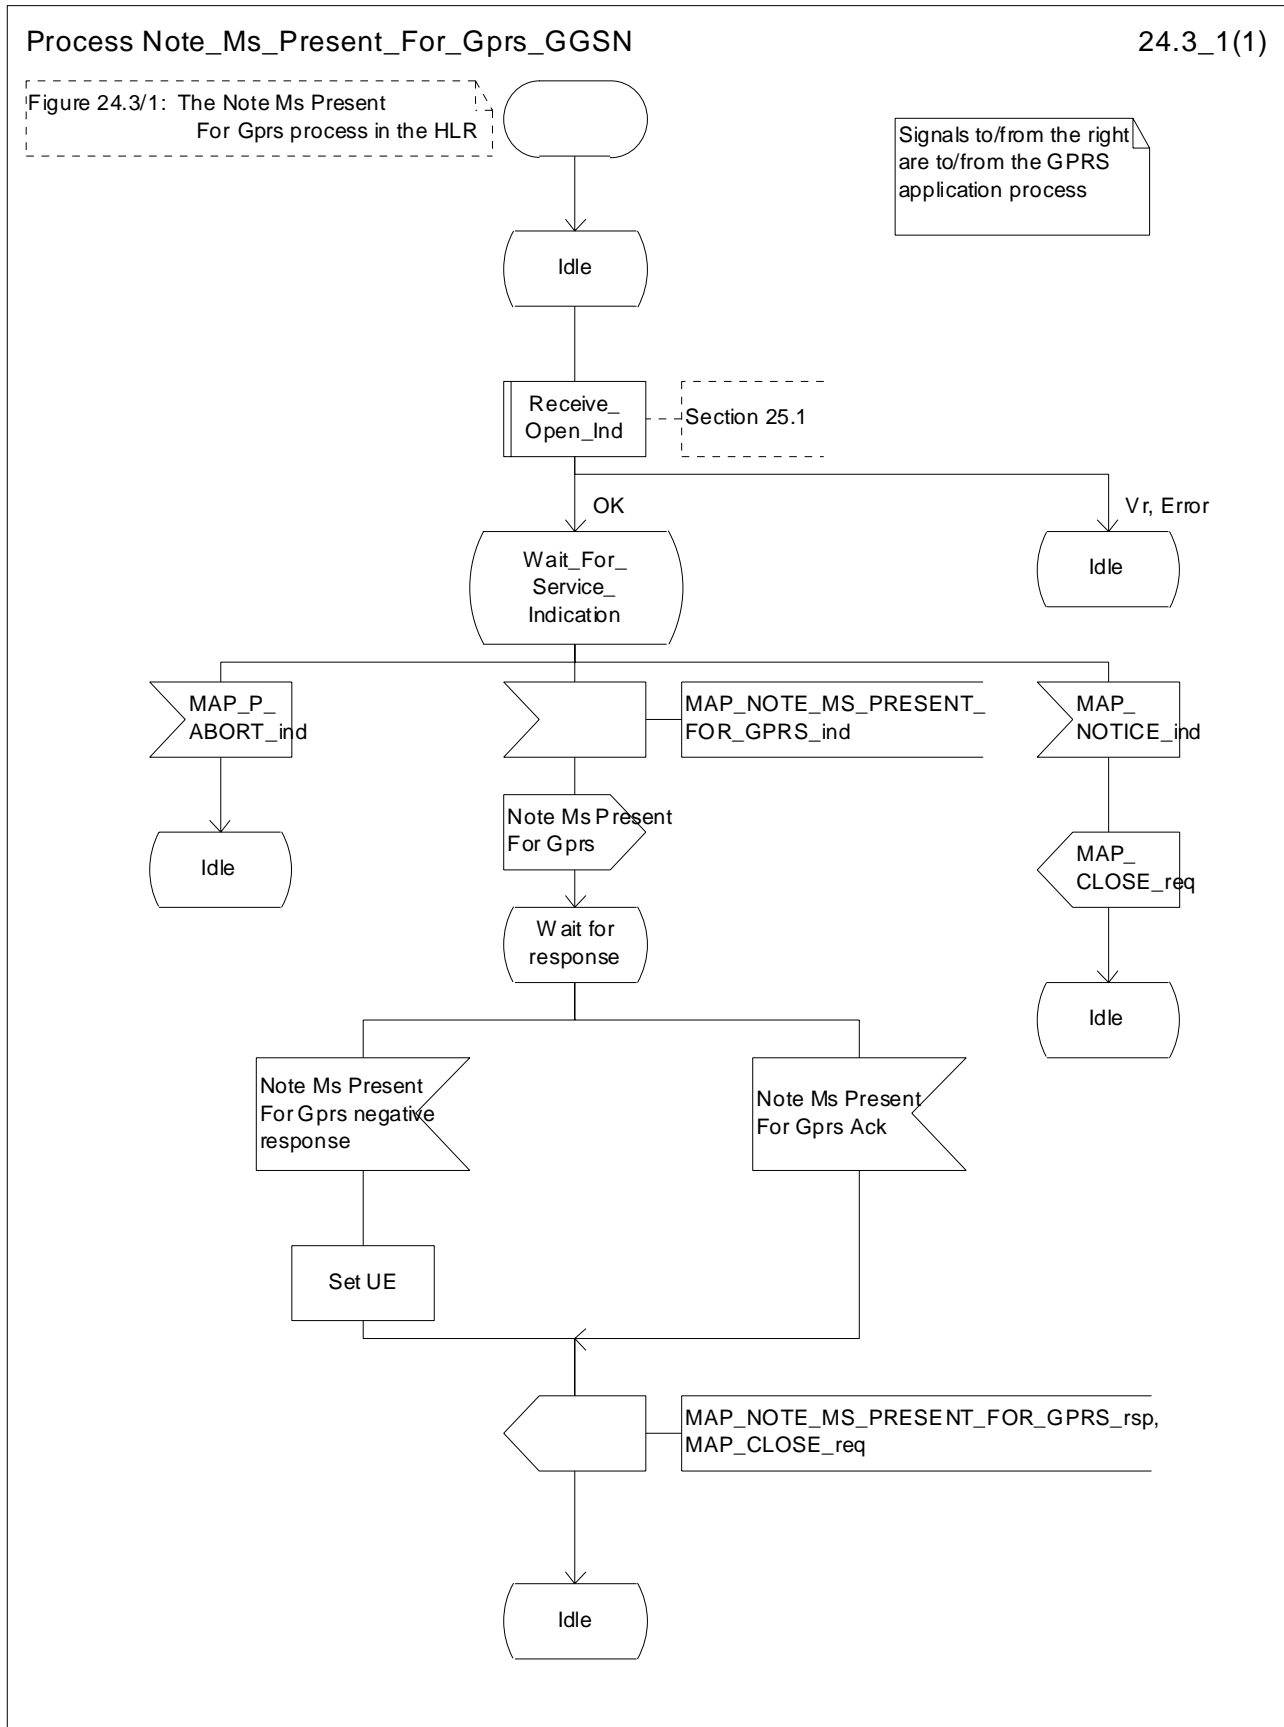 Process Note_Ms_Present_For_Gprs_GGSN
24.3_1(1)
Figure 24.3/1: The Note Ms Present
For Gprs process in the HLR
Signals to/from the right
are to/from the GPRS
application process
Idle
Receive_
Open_Ind
Section 25.1
OK
Vr, Error
Wait_For_
Service_
Indication
Idle
MAP_P_
ABORT_ind
MAP_NOTE_MS_PRESENT_
FOR_GPRS_ind
MAP_
NOTICE_ind
Note Ms Present
For Gprs
Idle
MAP_
CLOSE_req
Wait for
response
Idle
Note Ms Present
For Gprs negative
response
Note Ms Present
For Gprs Ack
Set UE
MAP_NOTE_MS_PRESENT_FOR_GPRS_rsp,
MAP_CLOSE_req
Idle